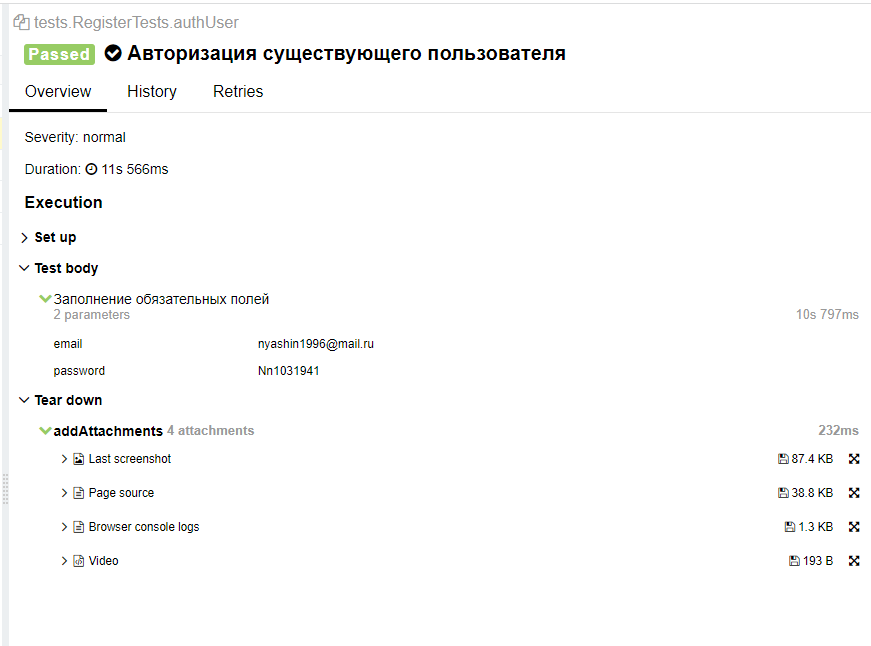 tests.RegisterTests.authUser
Passed Авторизация существующего пользователя
Overview History Retries
Severity: normal
Duration: 11s 566ms
Execution
Set up
Test body
Заполнение обязательных полей
2 parameters 10s 797ms
email nyashin1996@mail.ru
password Nn1031941
Tear down
addAttachments 4 attachments 232ms
Last screenshot 87.4 KB
Page source 38.8 KB
Browser console logs 1.3 KB
Video 193 B